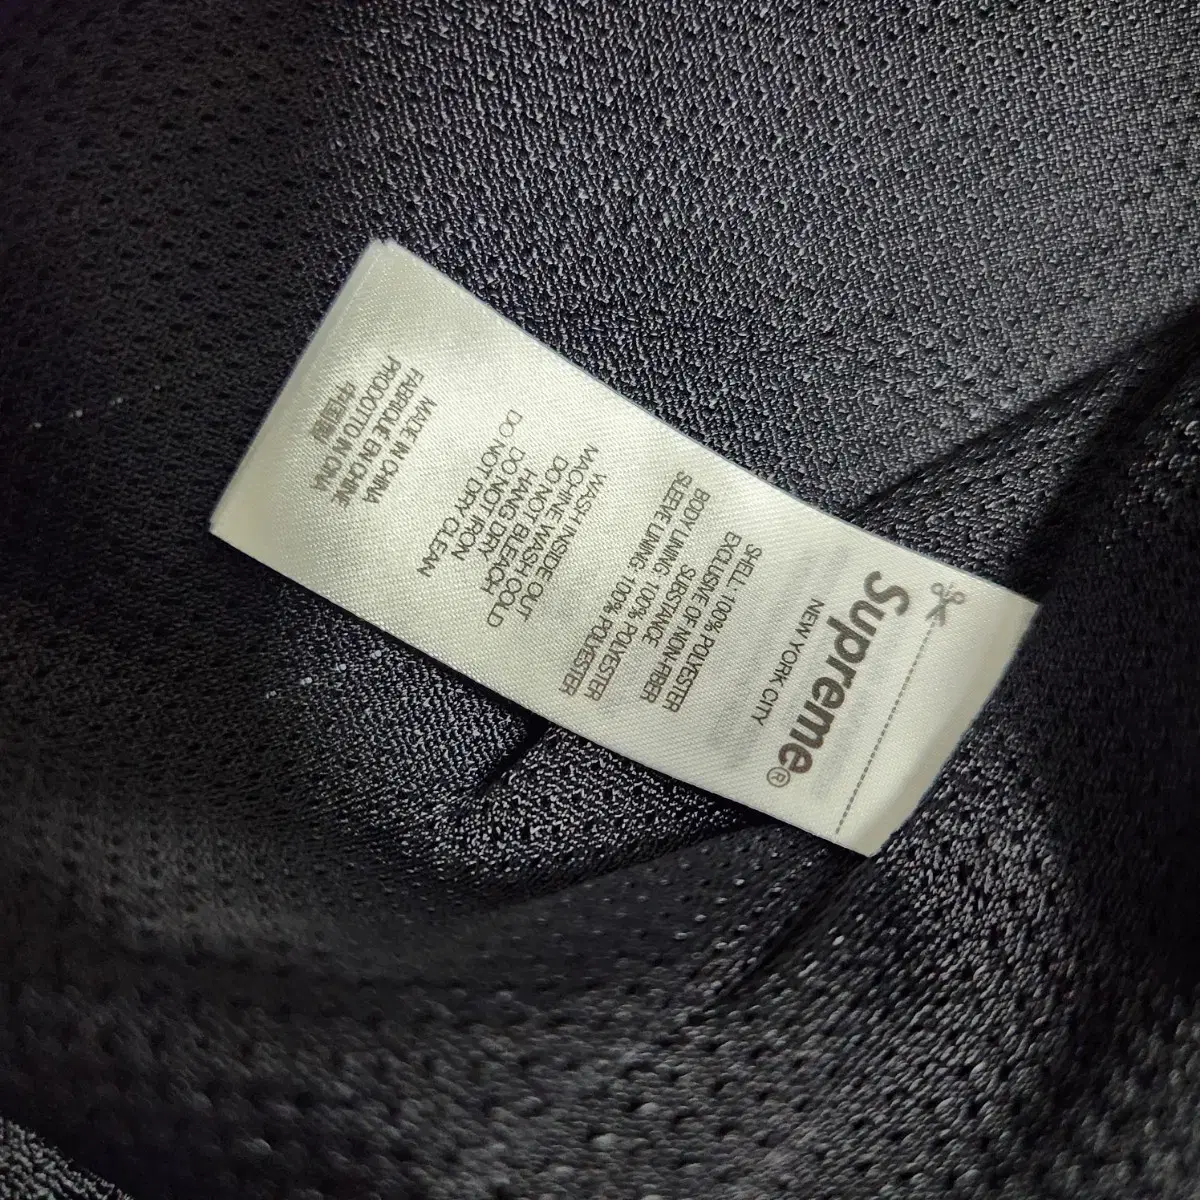 Supreme®
NEW YORK CITY
SHELL: 100% POLYESTER
EXCLUSIVE OF NON-FIBER
SUBSTANCE
BODY LINING: 100% POLYESTER
SLEEVE LINING: 100% POLYESTER
WASH INSIDE OUT
MACHINE WASH COLD
DO NOT BLEACH
HANG DRY
DO NOT IRON
DO NOT DRY CLEAN
MADE IN CHINA
FABRIQUÉ EN CHINE
PRODOTTO IN CINA
中国製